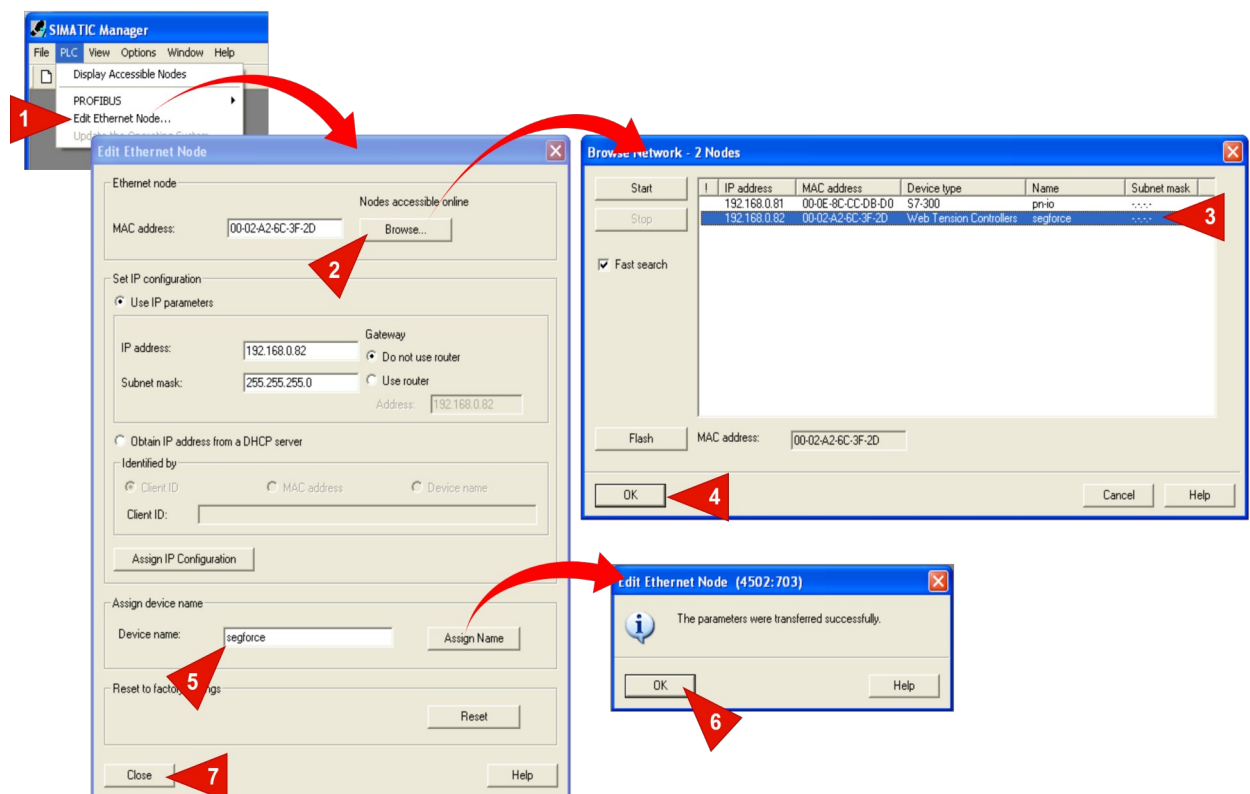 SIMATIC Manager
File PLC View Options Window Help
Display Accessible Nodes
PROFIBUS
1
Edit Ethernet Node...
Update the Operating System
Edit Ethernet Node
Ethernet node
Nodes accessible online
MAC address: 00-02-A2-6C-3F-2D Browse...
2
Set IP configuration
Use IP parameters
Gateway
IP address: 192.168.0.82 Do not use router
Subnet mask: 255.255.255.0 Use router
Address: 192.168.0.82
Obtain IP address from a DHCP server
Identified by
Client ID MAC address Device name
Client ID:
Assign IP Configuration
Assign device name
Device name: segforce Assign Name
5
Reset to factory ngs
Reset
Close 7 Help
Browse Network - 2 Nodes
Start ! IP address MAC address Device type Name Subnet mask
192.168.0.81 00-0E-8C-CC-DB-D0 S7-300 pn-io -.-.-.-
Stop 192.168.0.82 00-02-A2-6C-3F-2D Web Tension Controllers segforce -.-.-.- 3
Fast search
Flash MAC address: 00-02-A2-6C-3F-2D
OK 4 Cancel Help
Edit Ethernet Node (4502:703)
The parameters were transferred successfully.
OK Help
6